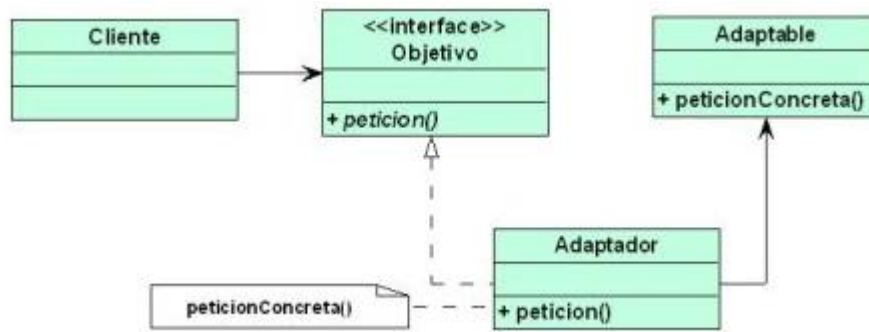 Cliente
<<interface>>
Objetivo
+ peticion()
Adaptable
+ peticionConcreta()
Adaptador
+ peticion()
peticionConcreta()